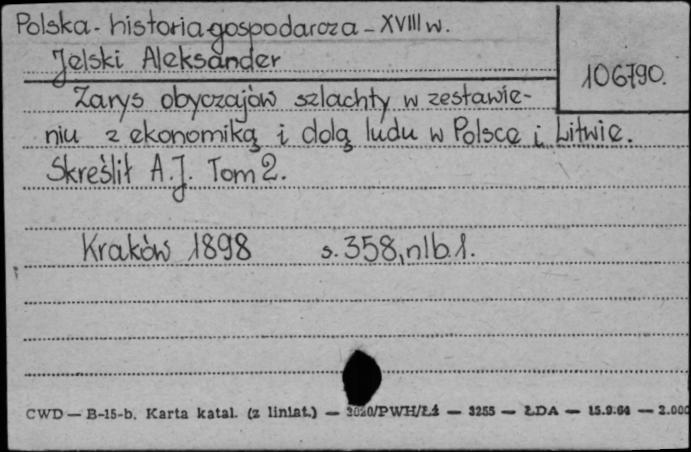 Polska - historia gospodarcza - XVIII w.
Jelski Aleksander
106790.
Zarys obyczajów szlachty w zestawie-
niu z ekonomiką i dolą ludu w Polsce i Litwie.
Skreślił A.J. Tom 2.
Kraków 1898 s. 358, nlb. 1.
CWD — B-15-b. Karta katal. (z liniat.) — 3020/PWH/Łź — 3255 — ŁDA — 15.9.64 — 2.000